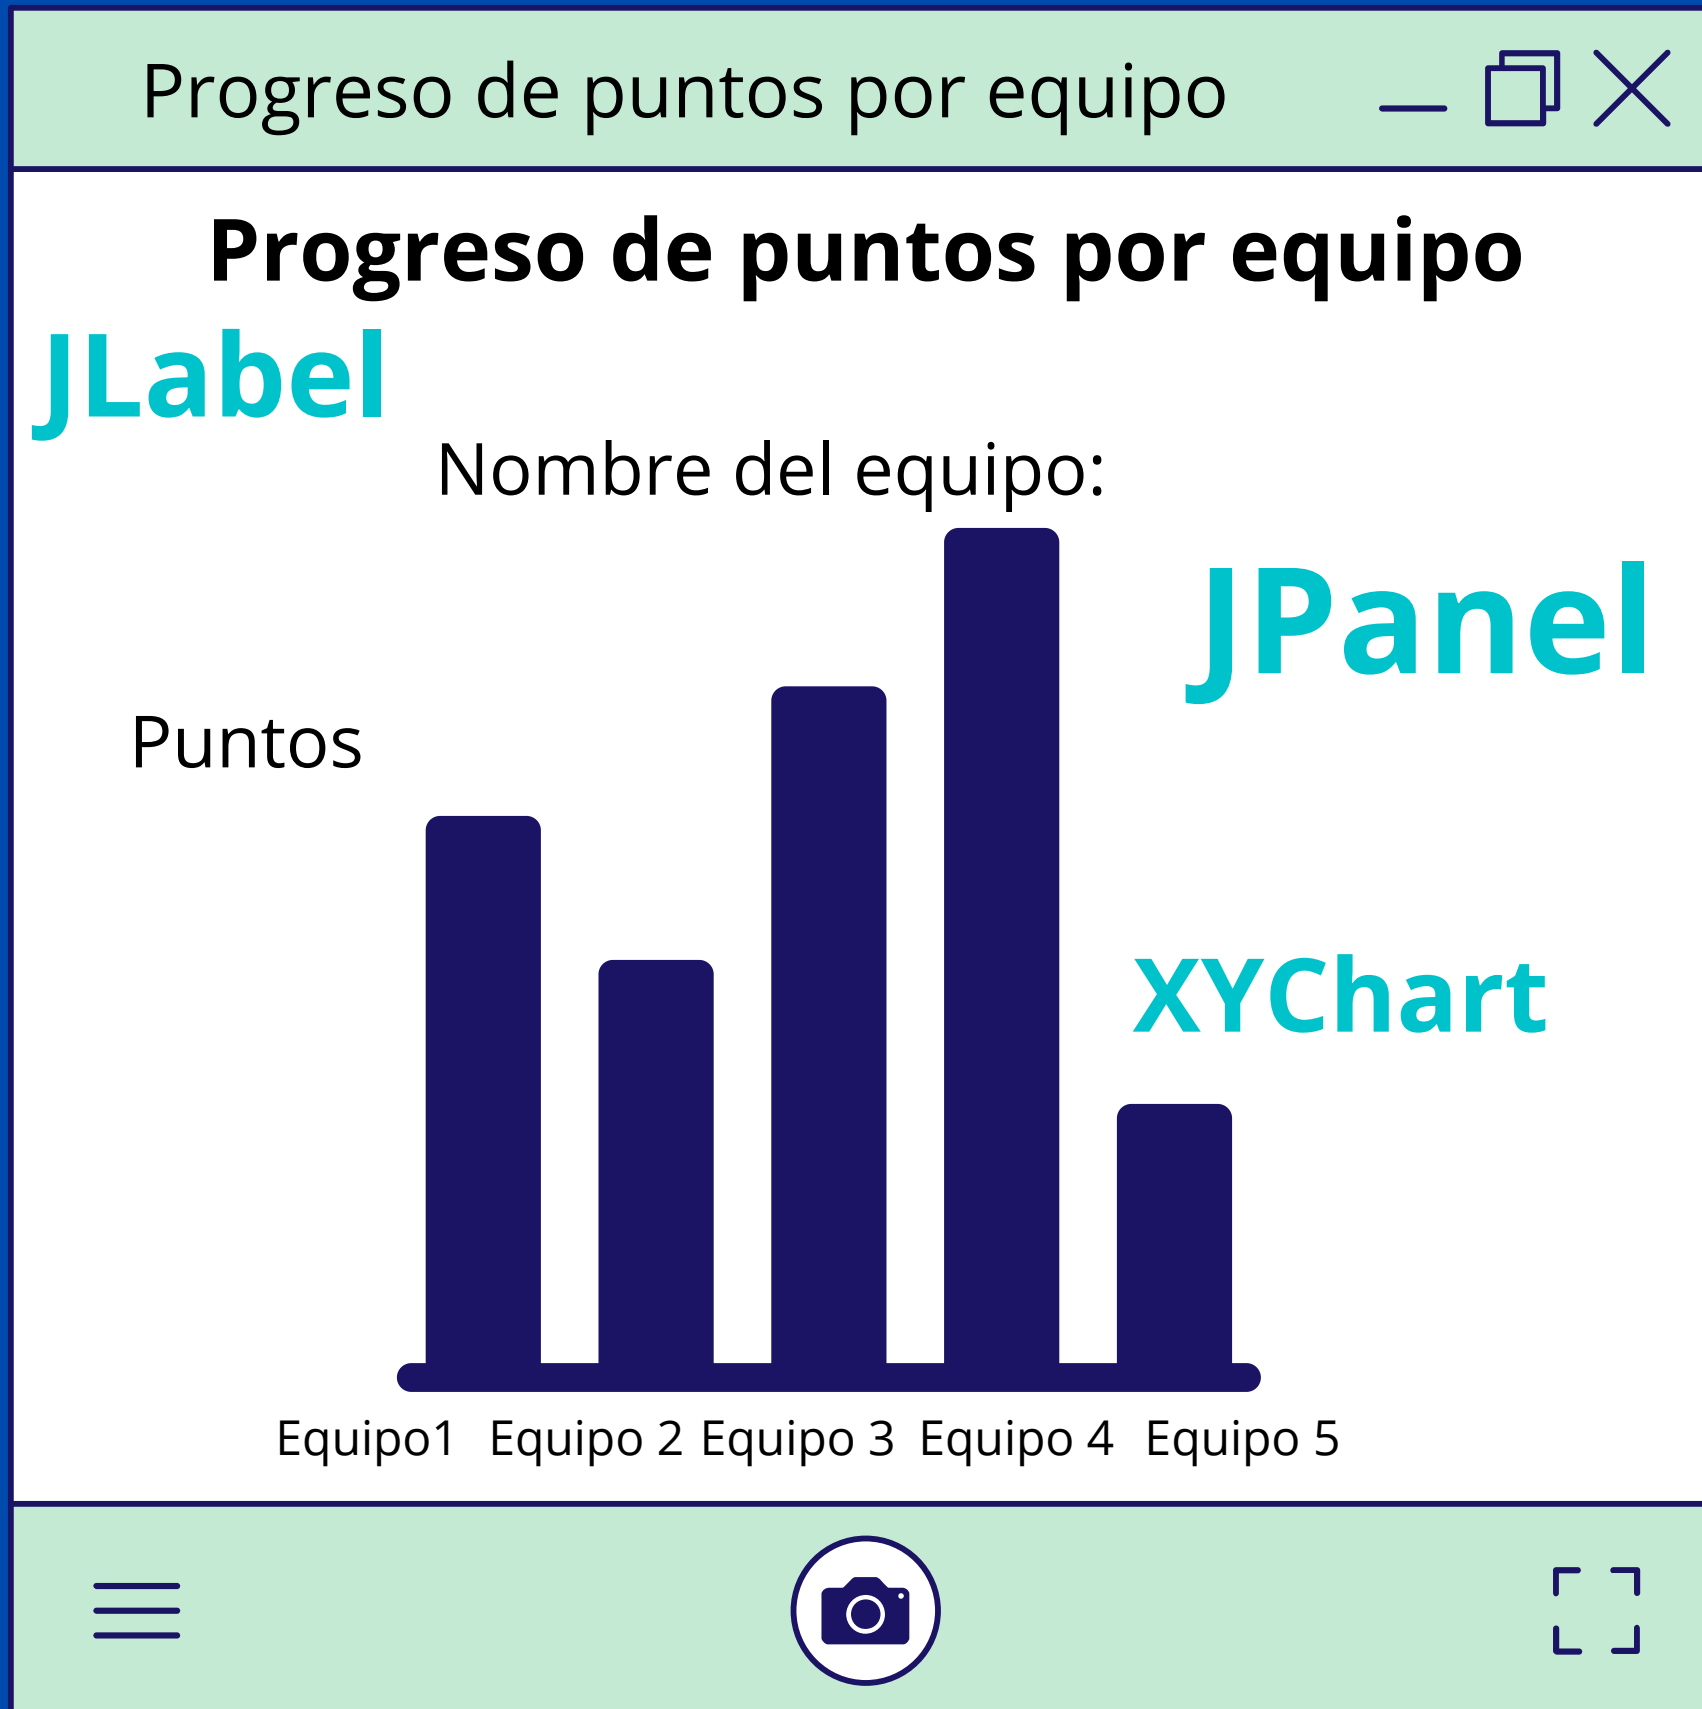 Progreso de puntos por equipo
Progreso de puntos por equipo
JLabel
Nombre del equipo:
JPanel
Puntos
XYChart
Equipo1 Equipo 2 Equipo 3 Equipo 4 Equipo 5